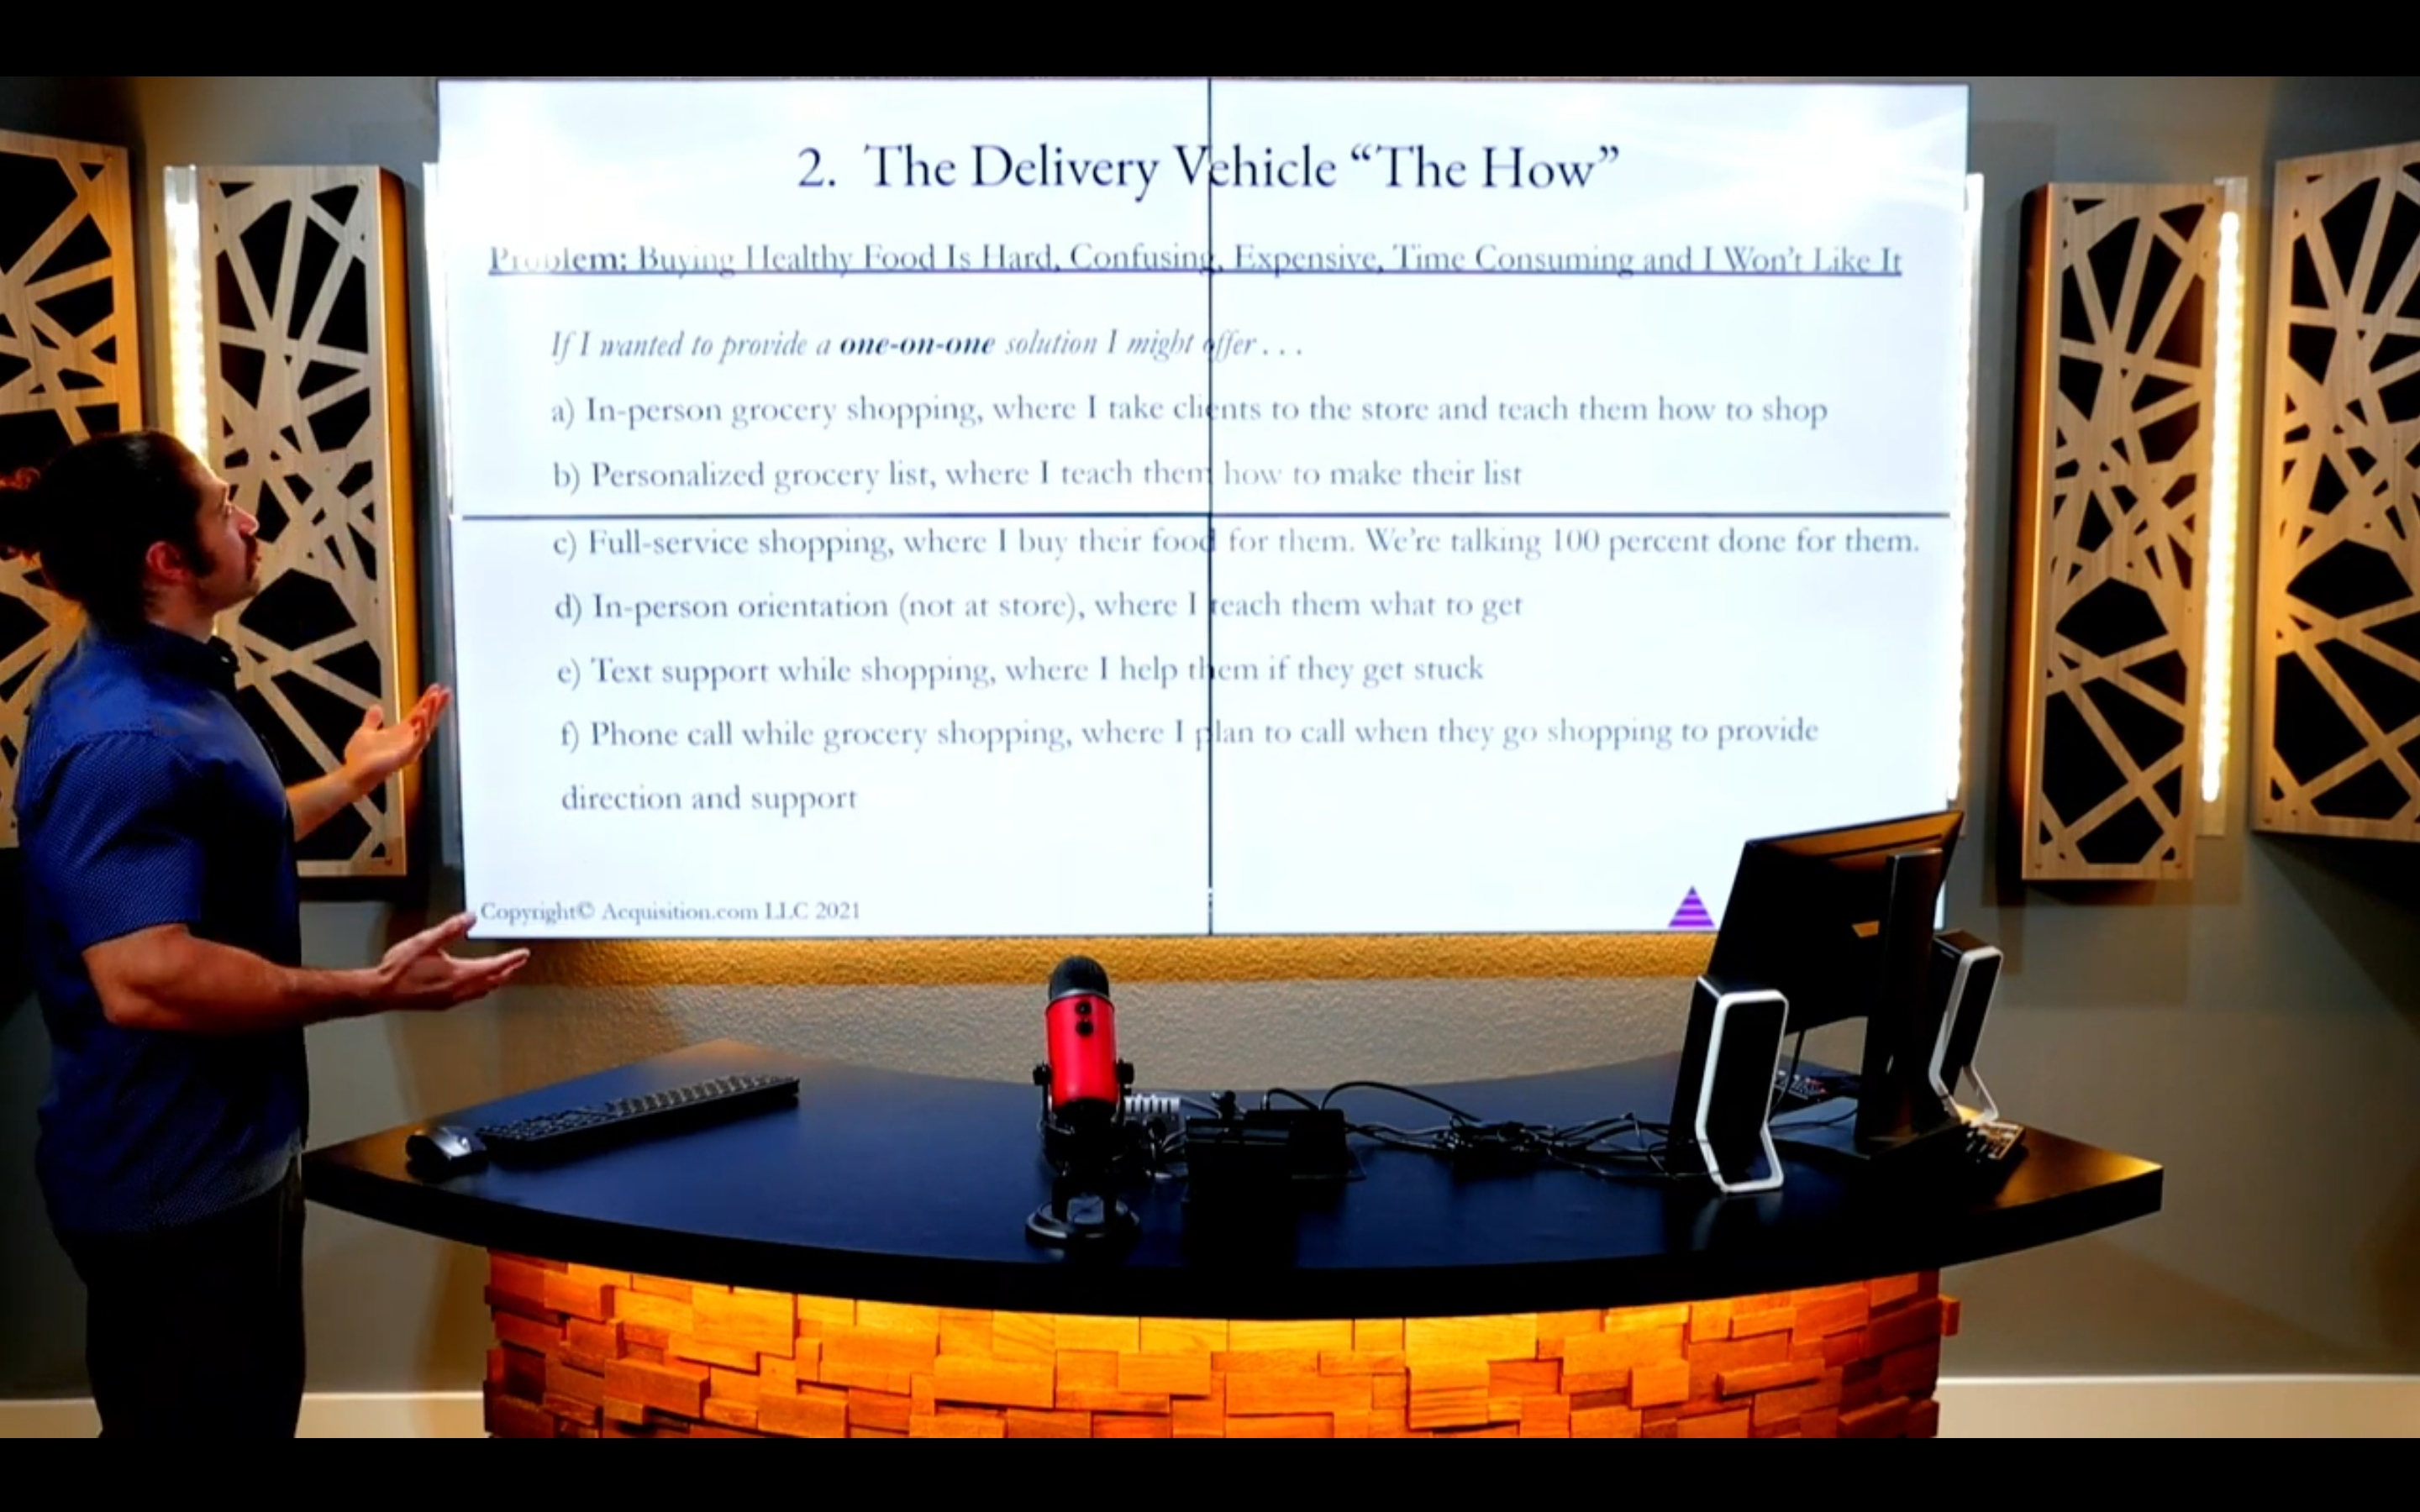 2. The Delivery Vehicle “The How”
Problem: Buying Healthy Food Is Hard, Confusing, Expensive, Time Consuming and I Won’t Like It
If I wanted to provide a one-on-one solution I might offer . . .
a) In-person grocery shopping, where I take clients to the store and teach them how to shop
b) Personalized grocery list, where I teach them how to make their list
c) Full-service shopping, where I buy their food for them. We’re talking 100 percent done for them.
d) In-person orientation (not at store), where I teach them what to get
e) Text support while shopping, where I help them if they get stuck
f) Phone call while grocery shopping, where I plan to call when they go shopping to provide
direction and support
Copyright© Acquisition.com LLC 2021